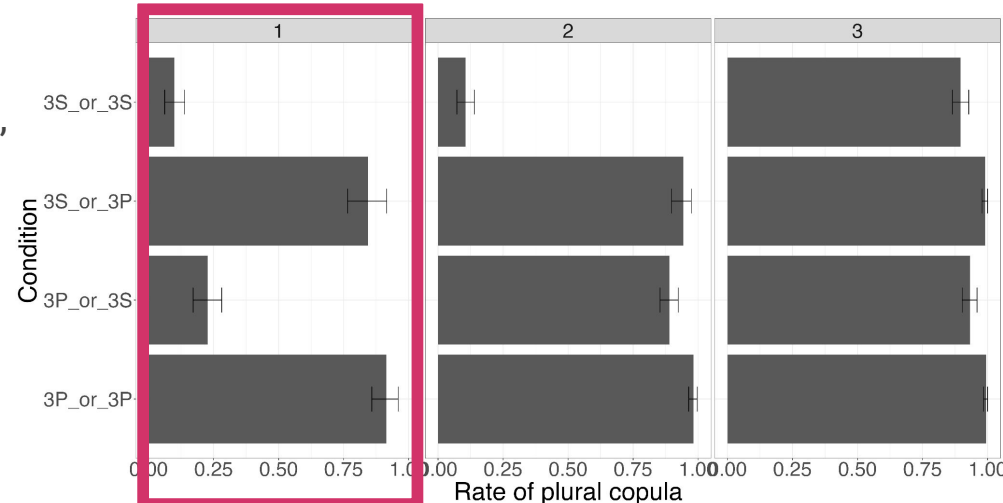 1 2 3
,
3S_or_3S
3S_or_3P
3P_or_3S
3P_or_3P
Condition
0.00 0.25 0.50 0.75 1.00 0.00 0.25 0.50 0.75 1.00 0.00 0.25 0.50 0.75 1.00
Rate of plural copula